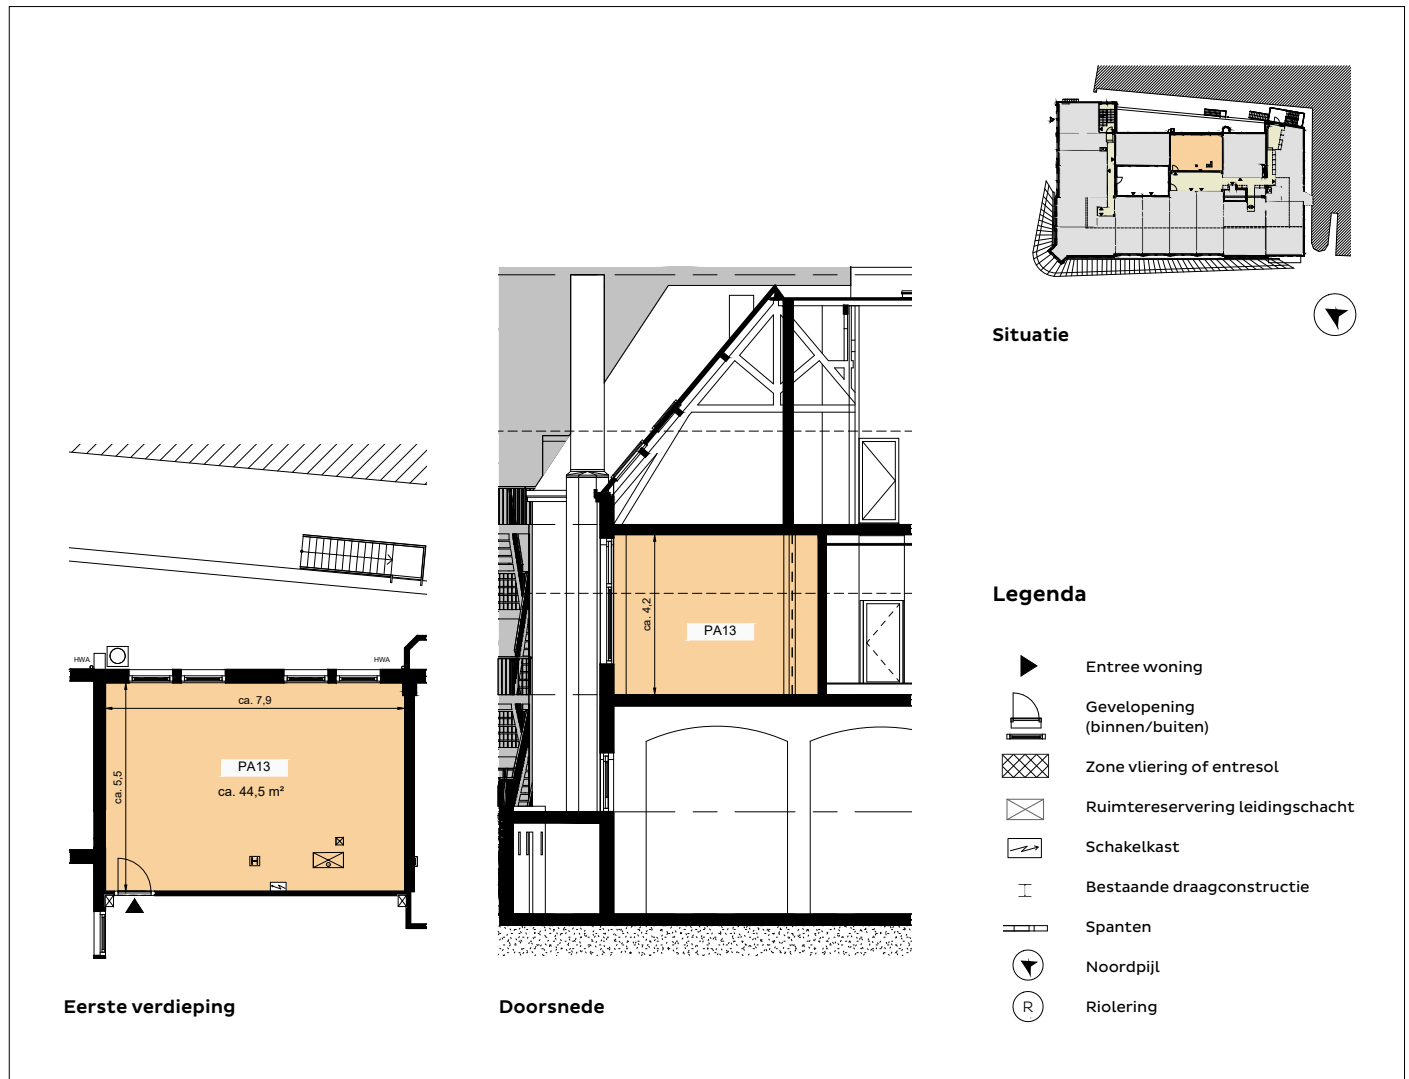 Situatie
ca. 4,2
PA13
Legenda
Entree woning
Gevelopening
(binnen/buiten)
Zone vliering of entresol
Ruimtereservering leidingschacht
Schakelkast
Bestaande draagconstructie
Spanten
Noordpijl
R
Riolering
HWA
HWA
ca. 7,9
ca. 5,5
PA13
ca. 44,5 m²
Eerste verdieping
Doorsnede